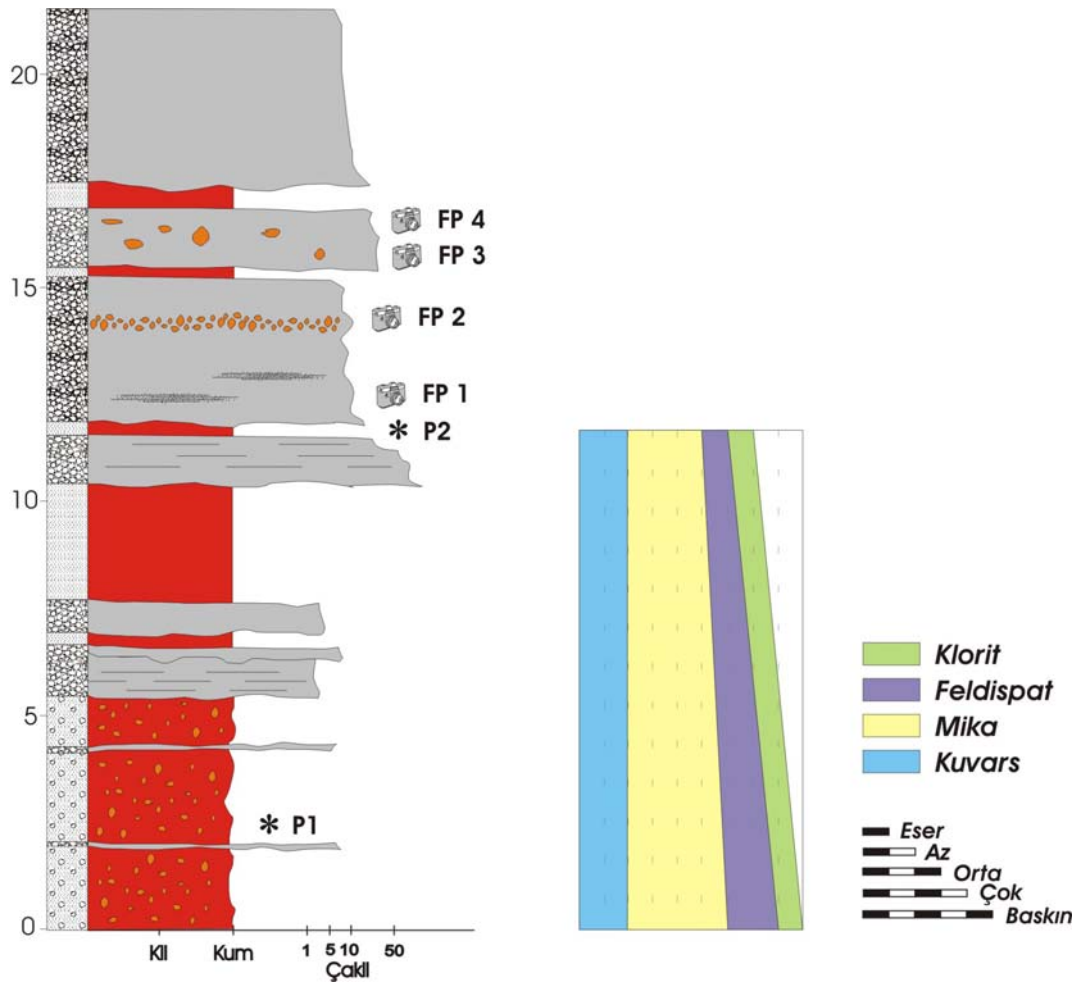 20
FP 4
FP 3
15
FP 2
FP 1
* P2
10
Klorit
Feldispat
5
Mika
Kuvars
* P1
Eser
Az
Orta
Çok
Baskın
0
Kil Kum 1 5 10 50
Çakıl